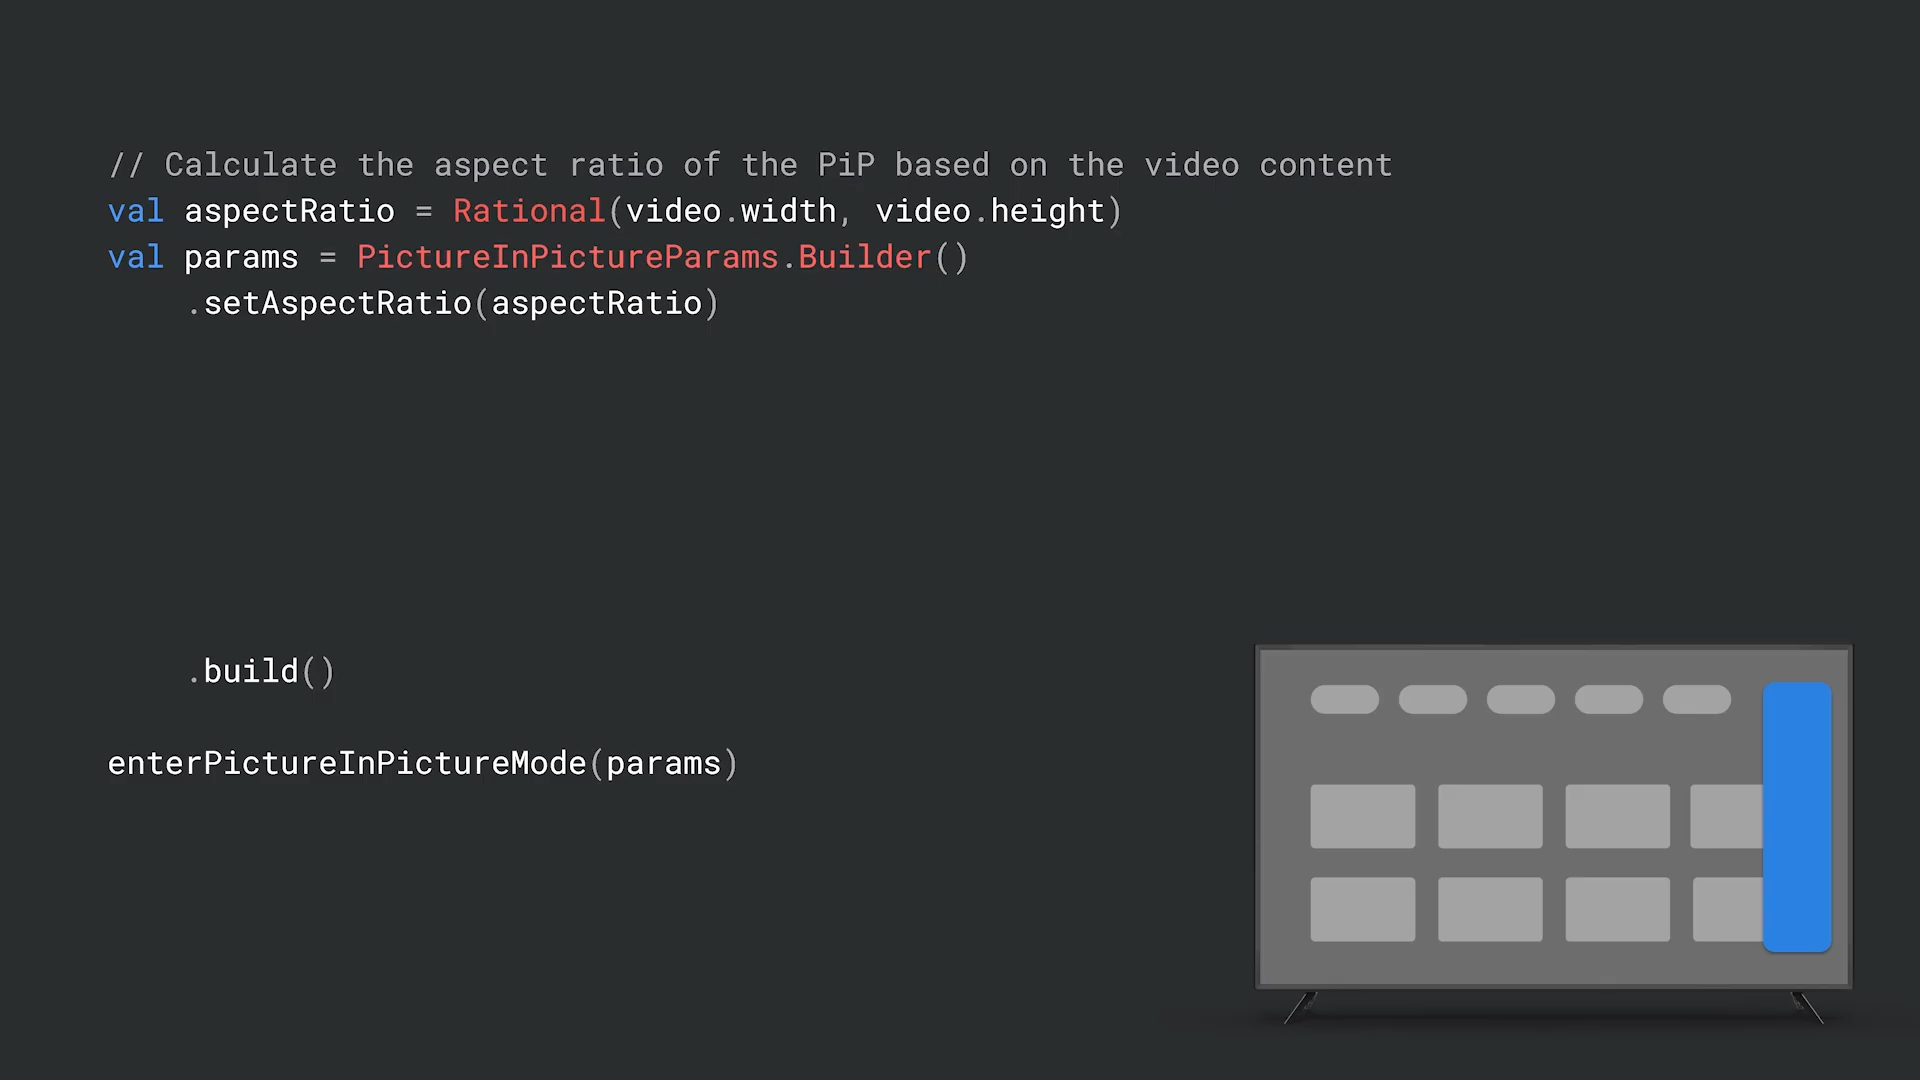 // Calculate the aspect ratio of the PiP based on the video content
val aspectRatio = Rational(video.width, video.height)
val params = PictureInPictureParams.Builder()
    .setAspectRatio(aspectRatio)
    .build()
enterPictureInPictureMode(params)